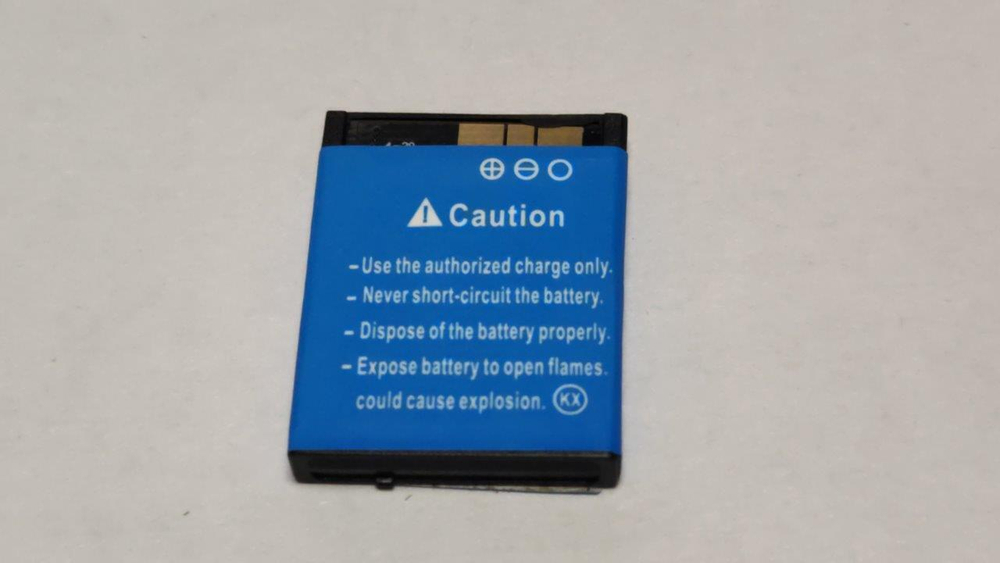 Caution
-Use the authorized charge only.
- Never short-circuit the battery.
- Dispose of the battery properly.
- Expose battery to open flames.
could cause explosion. KX